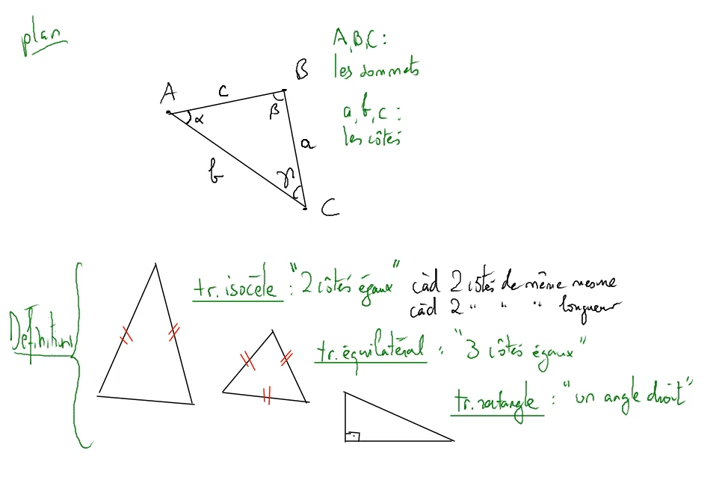 plan
A,B,C :
les sommets
a, b, c :
les côtés
A
c
B
α
β
a
b
γ
C
Définitions
tr. isocèle : "2 côtés égaux" càd 2 côtés de même mesure
càd 2 " " " longueur
tr. équilatéral : "3 côtés égaux"
tr. rectangle : "un angle droit"